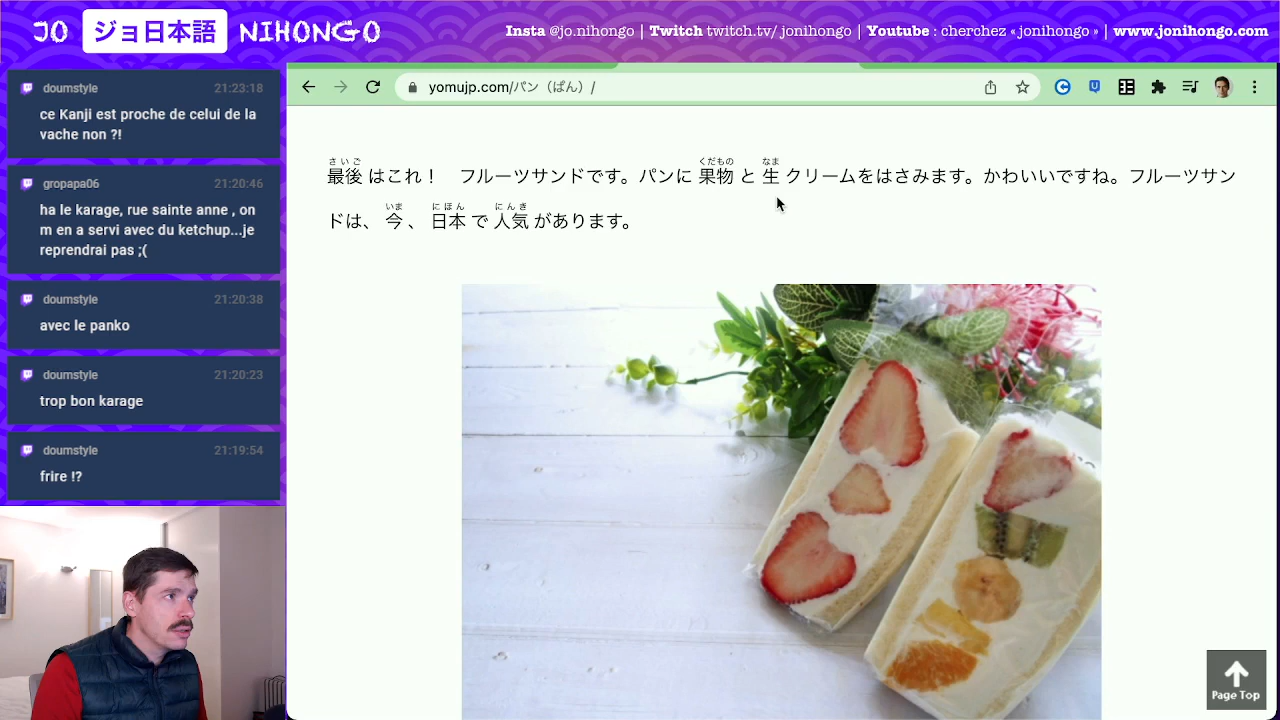 JO ジョ日本語 NIHONGO
Insta @jo.nihongo | Twitch twitch.tv/jonihongo | Youtube : cherchez « jonihongo » | www.jonihongo.com
doumstyle 21:23:18
ce Kanji est proche de celui de la
vache non ?!
gropapa06 21:20:46
ha le karage, rue sainte anne , on
m en a servi avec du ketchup...je
reprendrai pas ;(
doumstyle 21:20:38
avec le panko
doumstyle 21:20:23
trop bon karage
doumstyle 21:19:54
frire !?
yomujp.com/パン（ぱん）/
さいご くだもの なま
最後 はこれ！ フルーツサンドです。パンに 果物 と 生 クリームをはさみます。かわいいですね。フルーツサン
いま にほん にんき
ドは、 今 、 日本 で 人気 があります。
Page Top